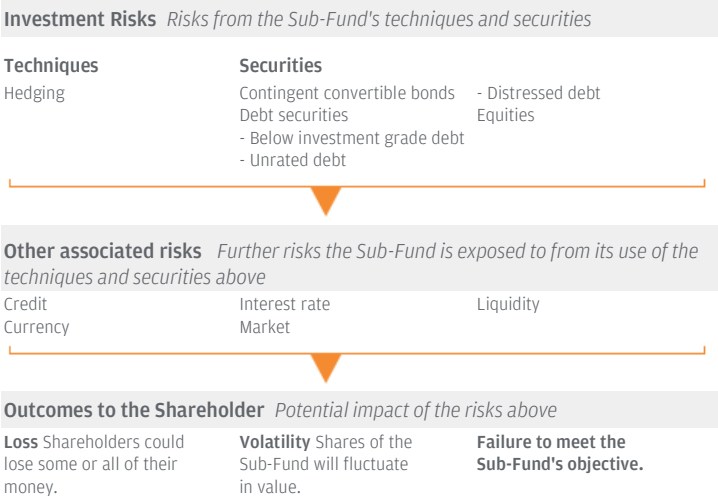 Investment Risks Risks from the Sub-Fund's techniques and securities
Techniques
Hedging
Securities
Contingent convertible bonds
Debt securities
- Below investment grade debt
- Unrated debt
- Distressed debt
Equities
Other associated risks Further risks the Sub-Fund is exposed to from its use of the
techniques and securities above
Credit
Currency
Interest rate
Market
Liquidity
Outcomes to the Shareholder Potential impact of the risks above
Loss Shareholders could
lose some or all of their
money.
Volatility Shares of the
Sub-Fund will fluctuate
in value.
Failure to meet the
Sub-Fund's objective.